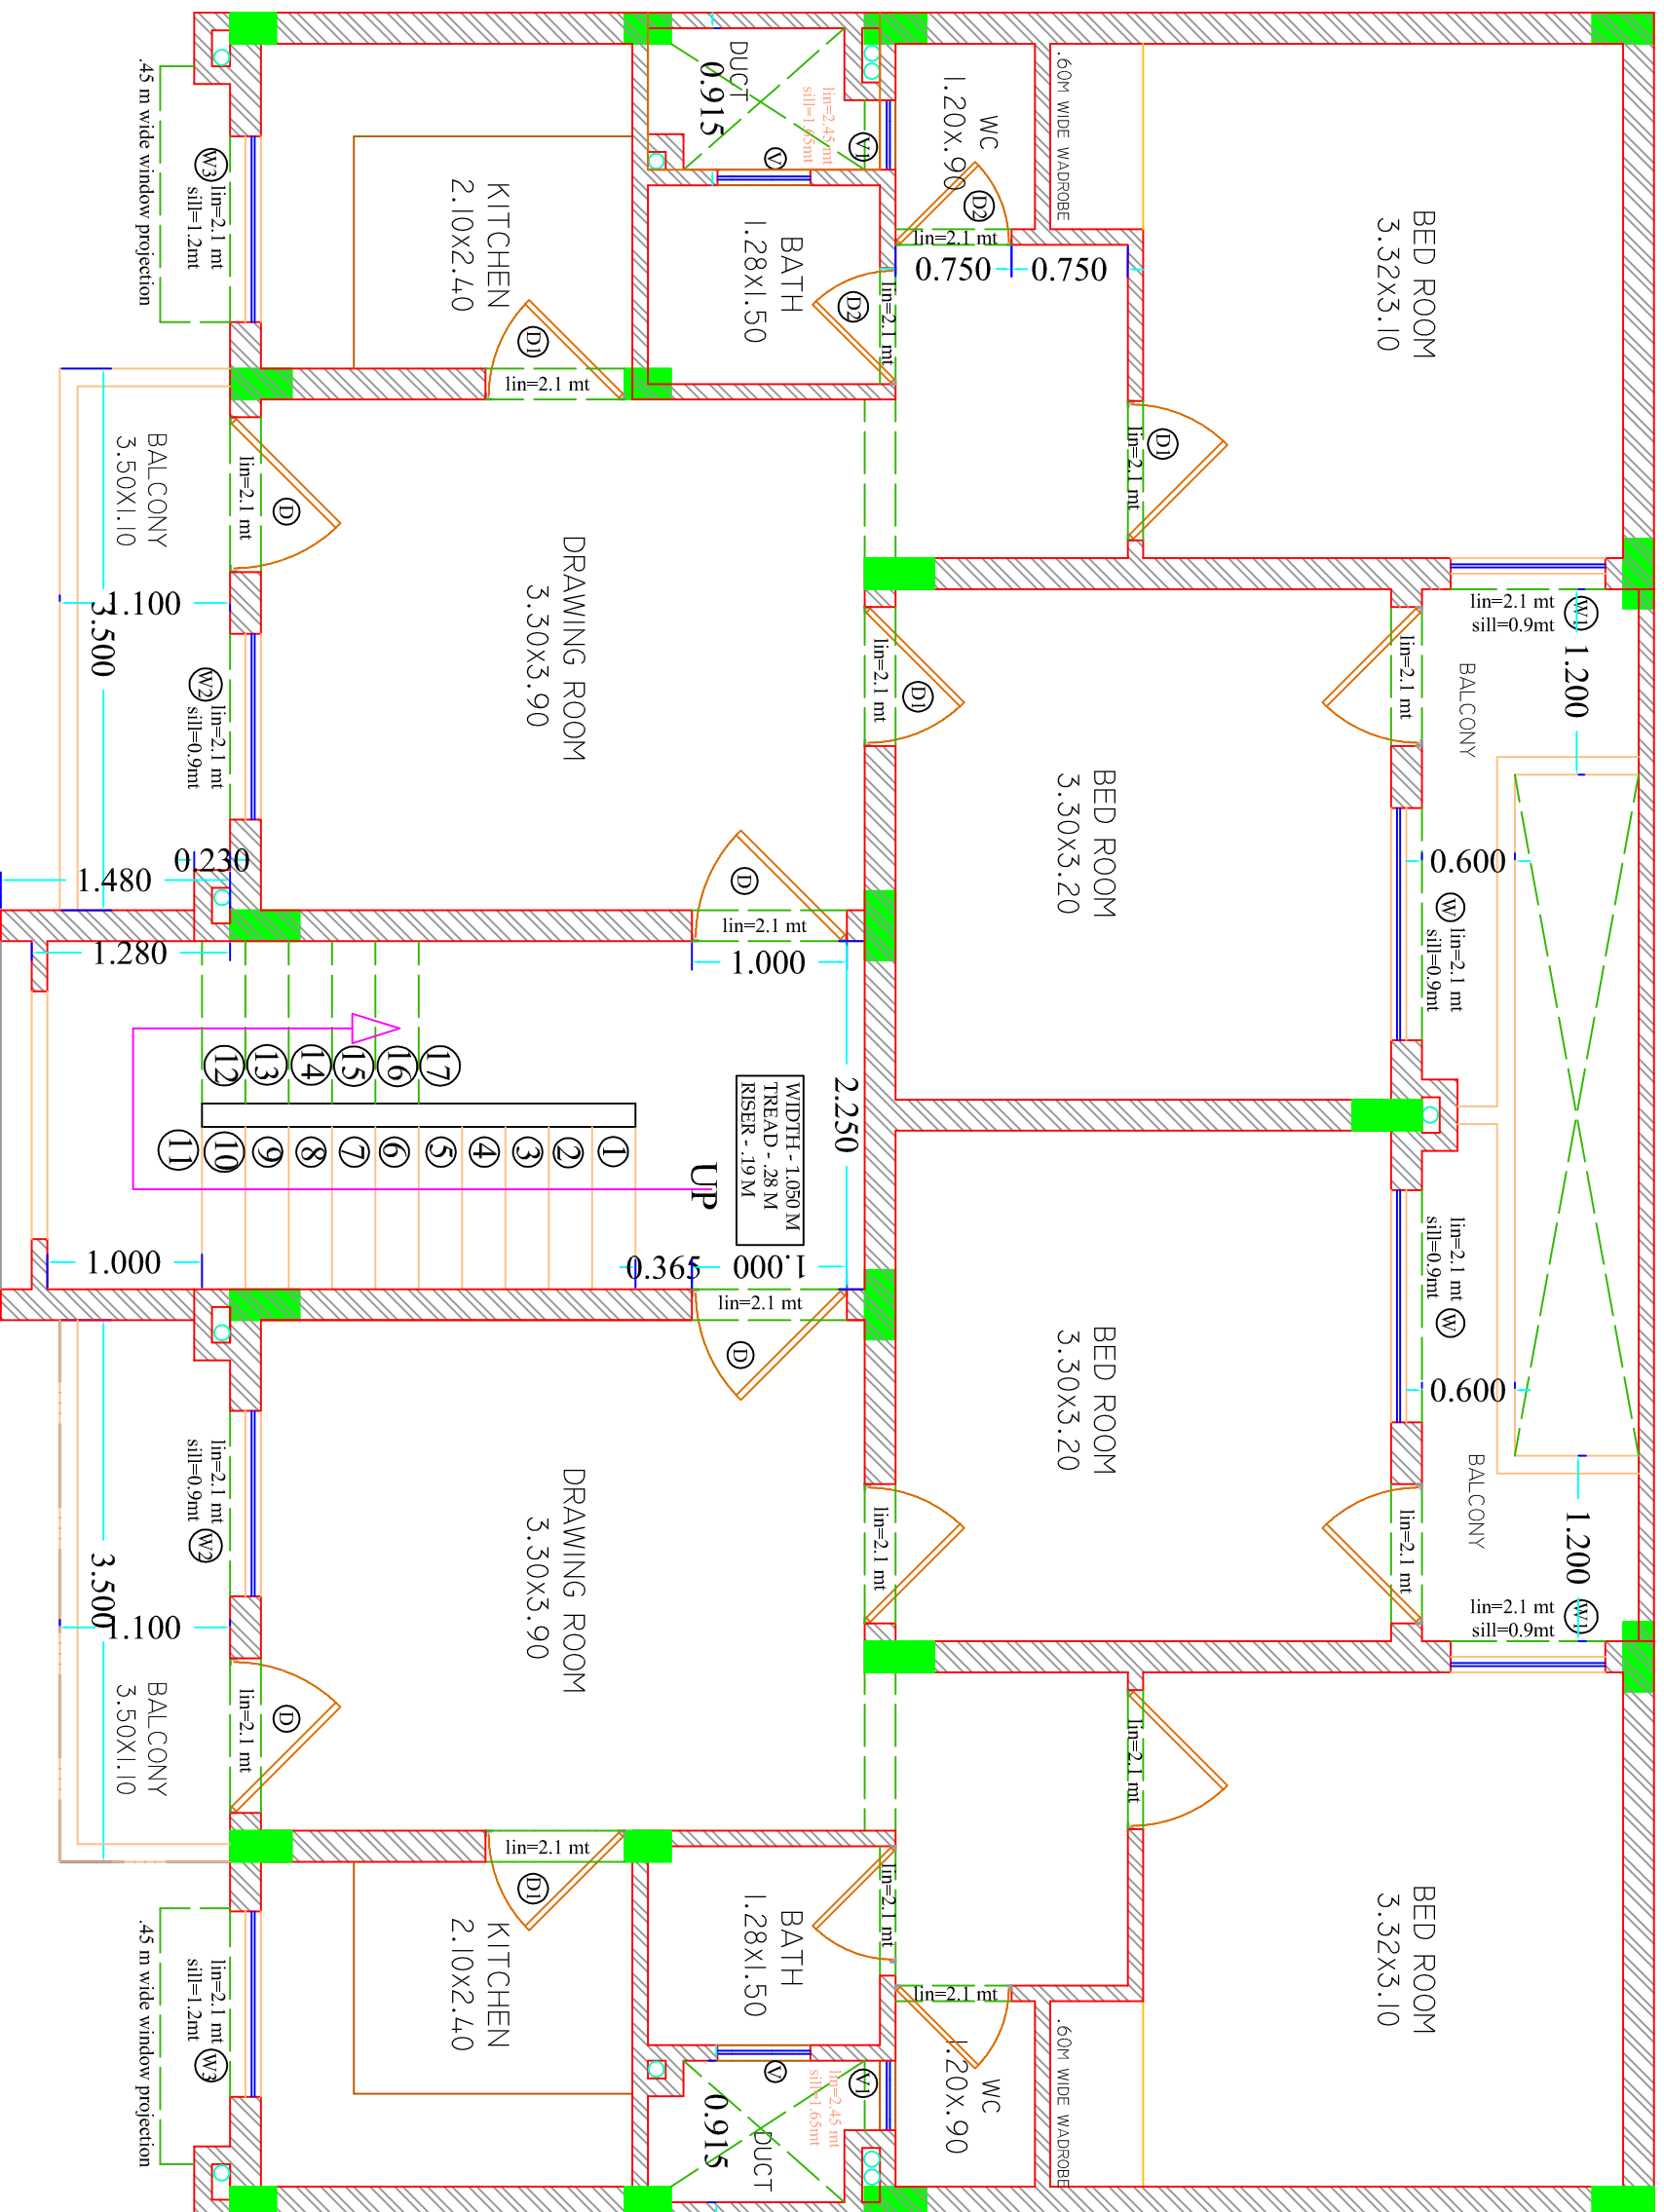 DUCT
0.915
lin=2.45 mt
sill=1.65mt
V1
V
WC
1.20X.90
D2
lin=2.1 mt
.60M WIDE WADROBE
BED ROOM
3.32X3.10
.45 m wide window projection
W3
lin=2.1 mt
sill=1.2mt
KITCHEN
2.10X2.40
BATH
1.28X1.50
D2
lin=2.1 mt
0.750
0.750
D1
lin=2.1 mt
D1
lin=2.1 mt
BALCONY
3.50X1.10
lin=2.1 mt
D
1.100
3.500
DRAWING ROOM
3.30X3.90
W2
lin=2.1 mt
sill=0.9mt
lin=2.1 mt
D1
lin=2.1 mt
sill=0.9mt
W1
1.200
BALCONY
lin=2.1 mt
BED ROOM
3.30X3.20
0.600
W
lin=2.1 mt
sill=0.9mt
0.230
1.480
1.280
D
lin=2.1 mt
1.000
2.250
12
13
14
15
16
17
WIDTH - 1.050 M
TREAD - .28 M
RISER - .19 M
11
10
9
8
7
6
5
4
3
2
1
UP
1.000
0.365
1.000
lin=2.1 mt
D
BED ROOM
3.30X3.20
lin=2.1 mt
sill=0.9mt
W
0.600
BALCONY
1.200
lin=2.1 mt
sill=0.9mt
W1
lin=2.1 mt
lin=2.1 mt
DRAWING ROOM
3.30X3.90
lin=2.1 mt
sill=0.9mt
W2
3.500
1.100
BALCONY
3.50X1.10
lin=2.1 mt
D
lin=2.1 mt
lin=2.1 mt
D1
KITCHEN
2.10X2.40
BATH
1.28X1.50
lin=2.1 mt
lin=2.1 mt
BED ROOM
3.32X3.10
lin=2.1 mt
sill=1.2mt
W3
.45 m wide window projection
V
V1
lin=2.45 mt
sill=1.65mt
0.915
DUCT
WC
1.20X.90
.60M WIDE WADROBE